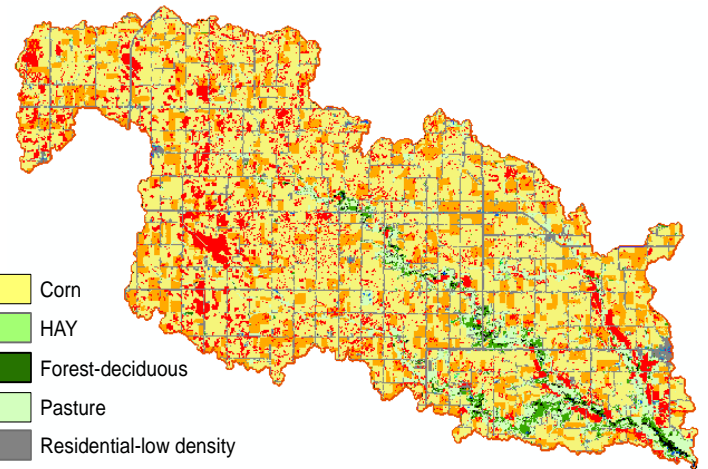 Corn
HAY
Forest-deciduous
Pasture
Residential-low density